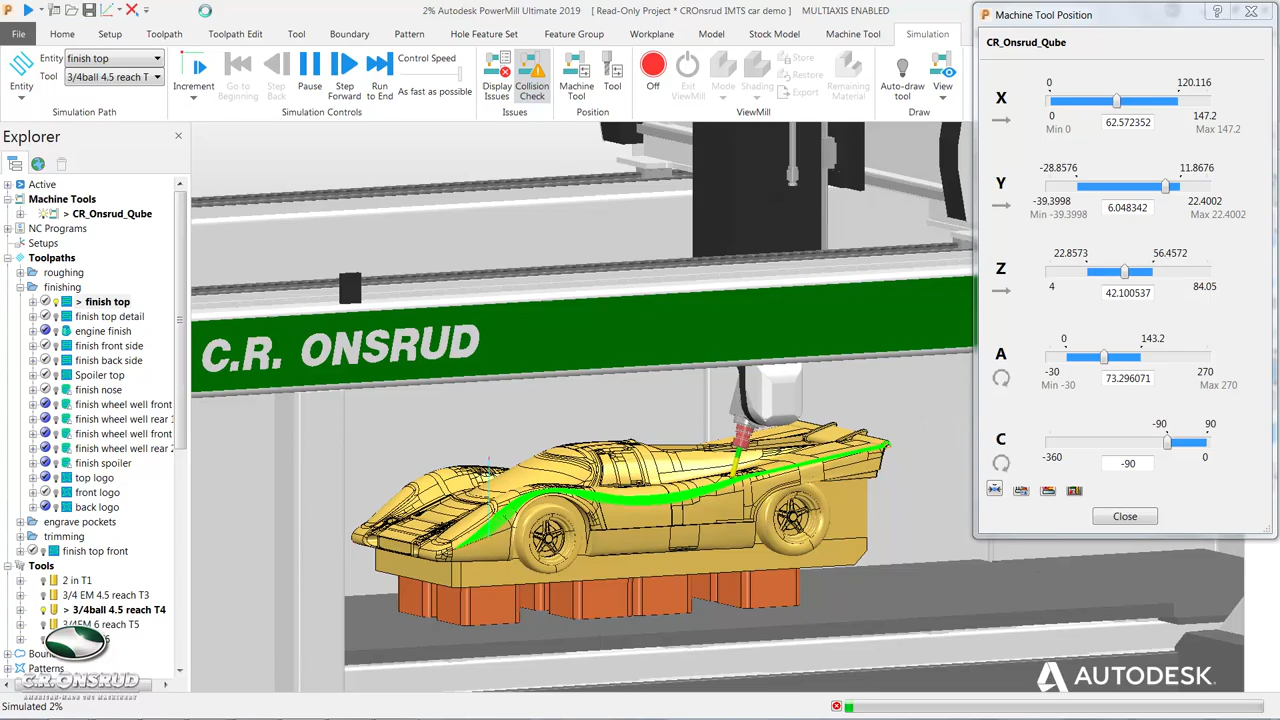 2% Autodesk PowerMill Ultimate 2019 [ Read-Only Project * CROnsrud IMTS car demo ] MULTIAXIS ENABLED
File Home Setup Toolpath Toolpath Edit Tool Boundary Pattern Hole Feature Set Feature Group Workplane Model Stock Model Machine Tool Simulation
Entity
Entity finish top
Tool 3/4ball 4.5 reach T
Simulation Path
Increment
Go to Beginning
Step Back
Pause
Step Forward
Run to End
Control Speed
As fast as possible
Simulation Controls
Display Issues
Collision Check
Issues
Machine Tool
Tool
Position
Off
Exit ViewMill
Mode
Shading
Store
Restore
Export
Remaining Material
ViewMill
Auto-draw tool
View
Draw
Explorer
Active
Machine Tools
> CR_Onsrud_Qube
NC Programs
Setups
Toolpaths
roughing
finishing
> finish top
finish top detail
engine finish
finish front side
finish back side
Spoiler top
finish nose
finish wheel well front
finish wheel well rear 1
finish wheel well front
finish wheel well rear 2
finish spoiler
top logo
front logo
back logo
engrave pockets
trimming
finish top front
Tools
2 in T1
3/4 EM 4.5 reach T3
> 3/4ball 4.5 reach T4
3/4EM 6 reach T5
Patterns
C.R. ONSRUD
AMERICAN-MADE CNC MACHINERY
Simulated 2%
C.R. ONSRUD
AUTODESK.
Machine Tool Position
CR_Onsrud_Qube
0 120.116
X
0 147.2
Min 0 62.572352 Max 147.2
-28.8576 11.8676
Y
-39.3998 22.4002
Min -39.3998 6.048342 Max 22.4002
22.8573 56.4572
Z
4 84.05
42.100537
0 143.2
A
-30 270
Min -30 73.296071 Max 270
-90 90
C
-360 0
-90
Close